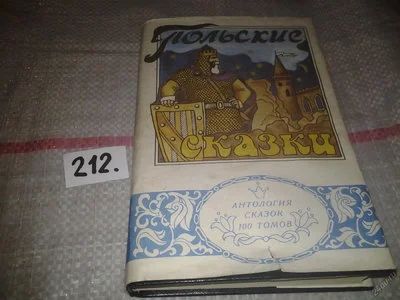 Польские
сказки
212.
АНТОЛОГИЯ
СКАЗОК
100 ТОМОВ